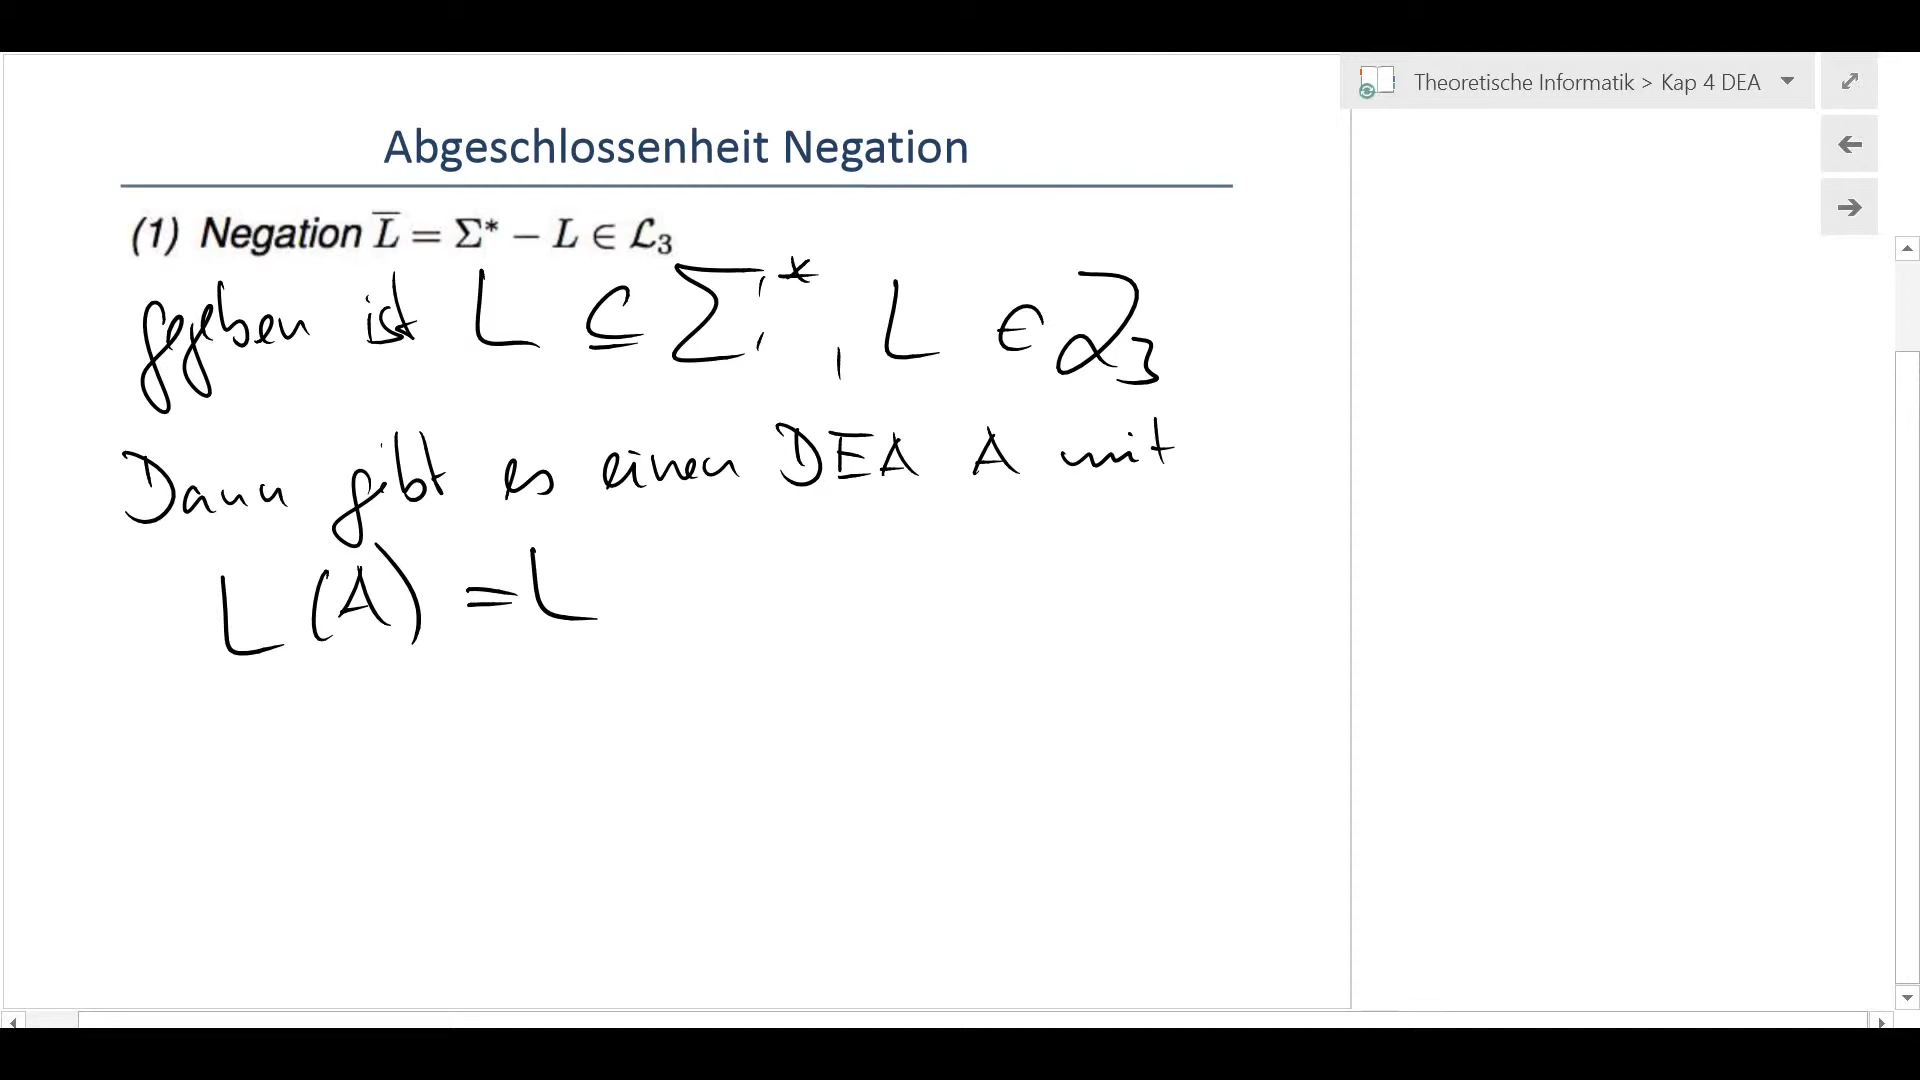 Theoretische Informatik > Kap 4 DEA
Abgeschlossenheit Negation
(1) Negation L̅ = Σ* − L ∈ ℒ₃
gegeben ist L ⊆ Σ*, L ∈ ℒ₃
Dann gibt es einen DEA A mit
L(A) = L